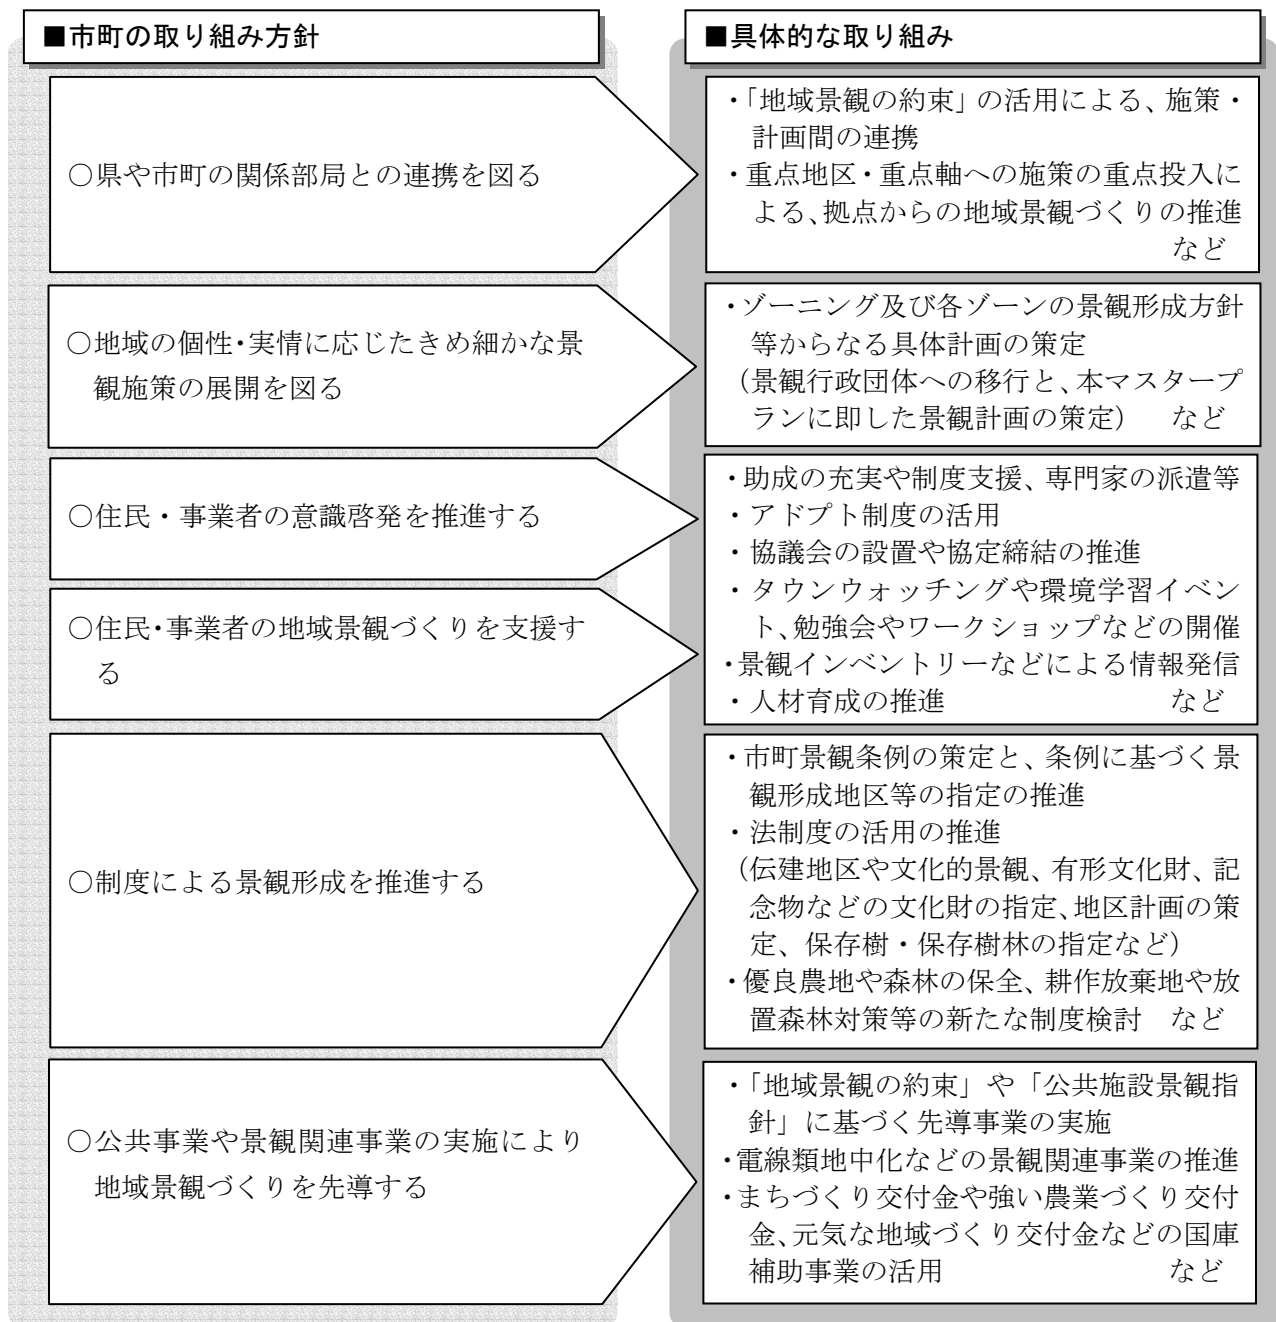 ■市町の取り組み方針
■具体的な取り組み
○県や市町の関係部局との連携を図る
・「地域景観の約束」の活用による、施策・
計画間の連携
・重点地区・重点軸への施策の重点投入に
よる、拠点からの地域景観づくりの推進
など
○地域の個性・実情に応じたきめ細かな景
観施策の展開を図る
・ゾーニング及び各ゾーンの景観形成方針
等からなる具体計画の策定
（景観行政団体への移行と、本マスタープ
ランに即した景観計画の策定） など
○住民・事業者の意識啓発を推進する
○住民・事業者の地域景観づくりを支援す
る
・助成の充実や制度支援、専門家の派遣等
・アドプト制度の活用
・協議会の設置や協定締結の推進
・タウンウォッチングや環境学習イベン
ト、勉強会やワークショップなどの開催
・景観インベントリーなどによる情報発信
・人材育成の推進 など
○制度による景観形成を推進する
・市町景観条例の策定と、条例に基づく景
観形成地区等の指定の推進
・法制度の活用の推進
（伝建地区や文化的景観、有形文化財、記
念物などの文化財の指定、地区計画の策
定、保存樹・保存樹林の指定など）
・優良農地や森林の保全、耕作放棄地や放
置森林対策等の新たな制度検討 など
○公共事業や景観関連事業の実施により
地域景観づくりを先導する
・「地域景観の約束」や「公共施設景観指
針」に基づく先導事業の実施
・電線類地中化などの景観関連事業の推進
・まちづくり交付金や強い農業づくり交付
金、元気な地域づくり交付金などの国庫
補助事業の活用 など